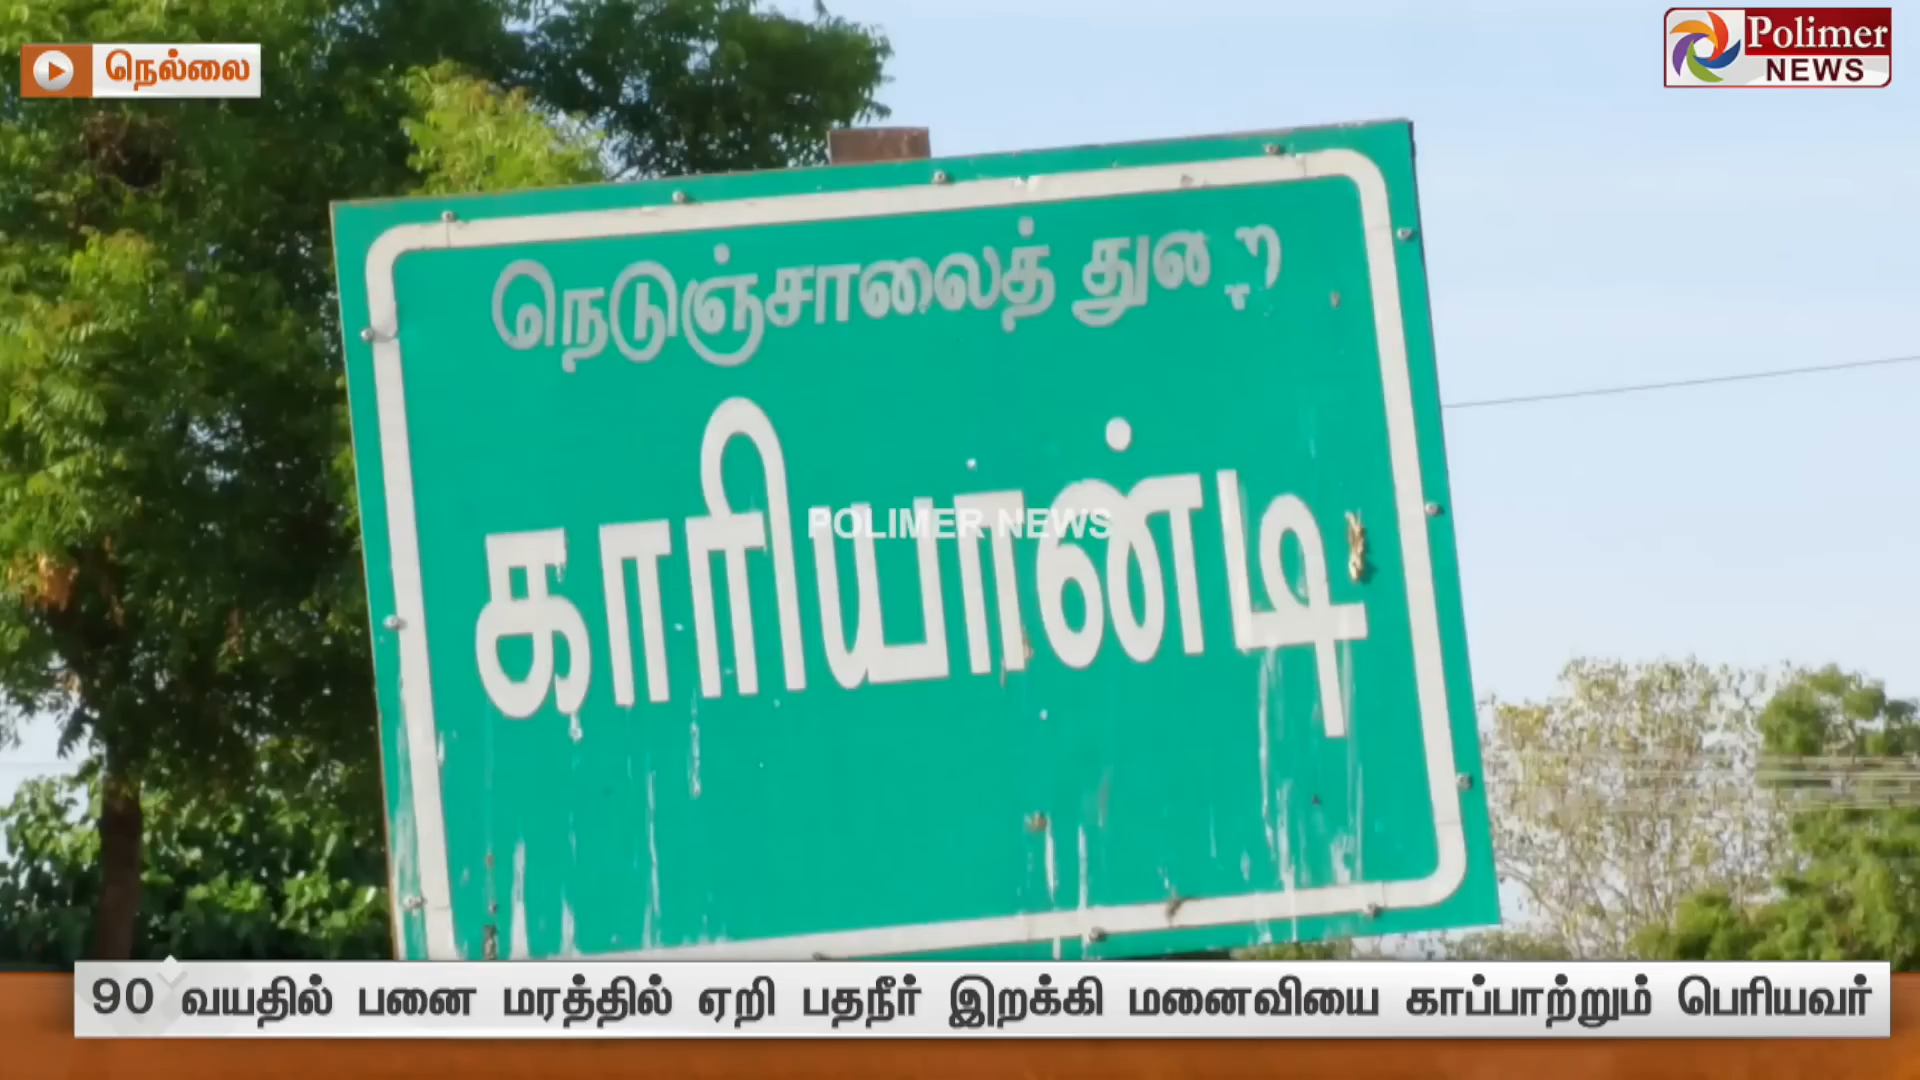 நெல்லை
Polimer
NEWS
நெடுஞ்சாலைத் துறை
காரியாண்டி
POLIMER NEWS
90 வயதில் பனை மரத்தில் ஏறி பதநீர் இறக்கி மனைவியை காப்பாற்றும் பெரியவர்